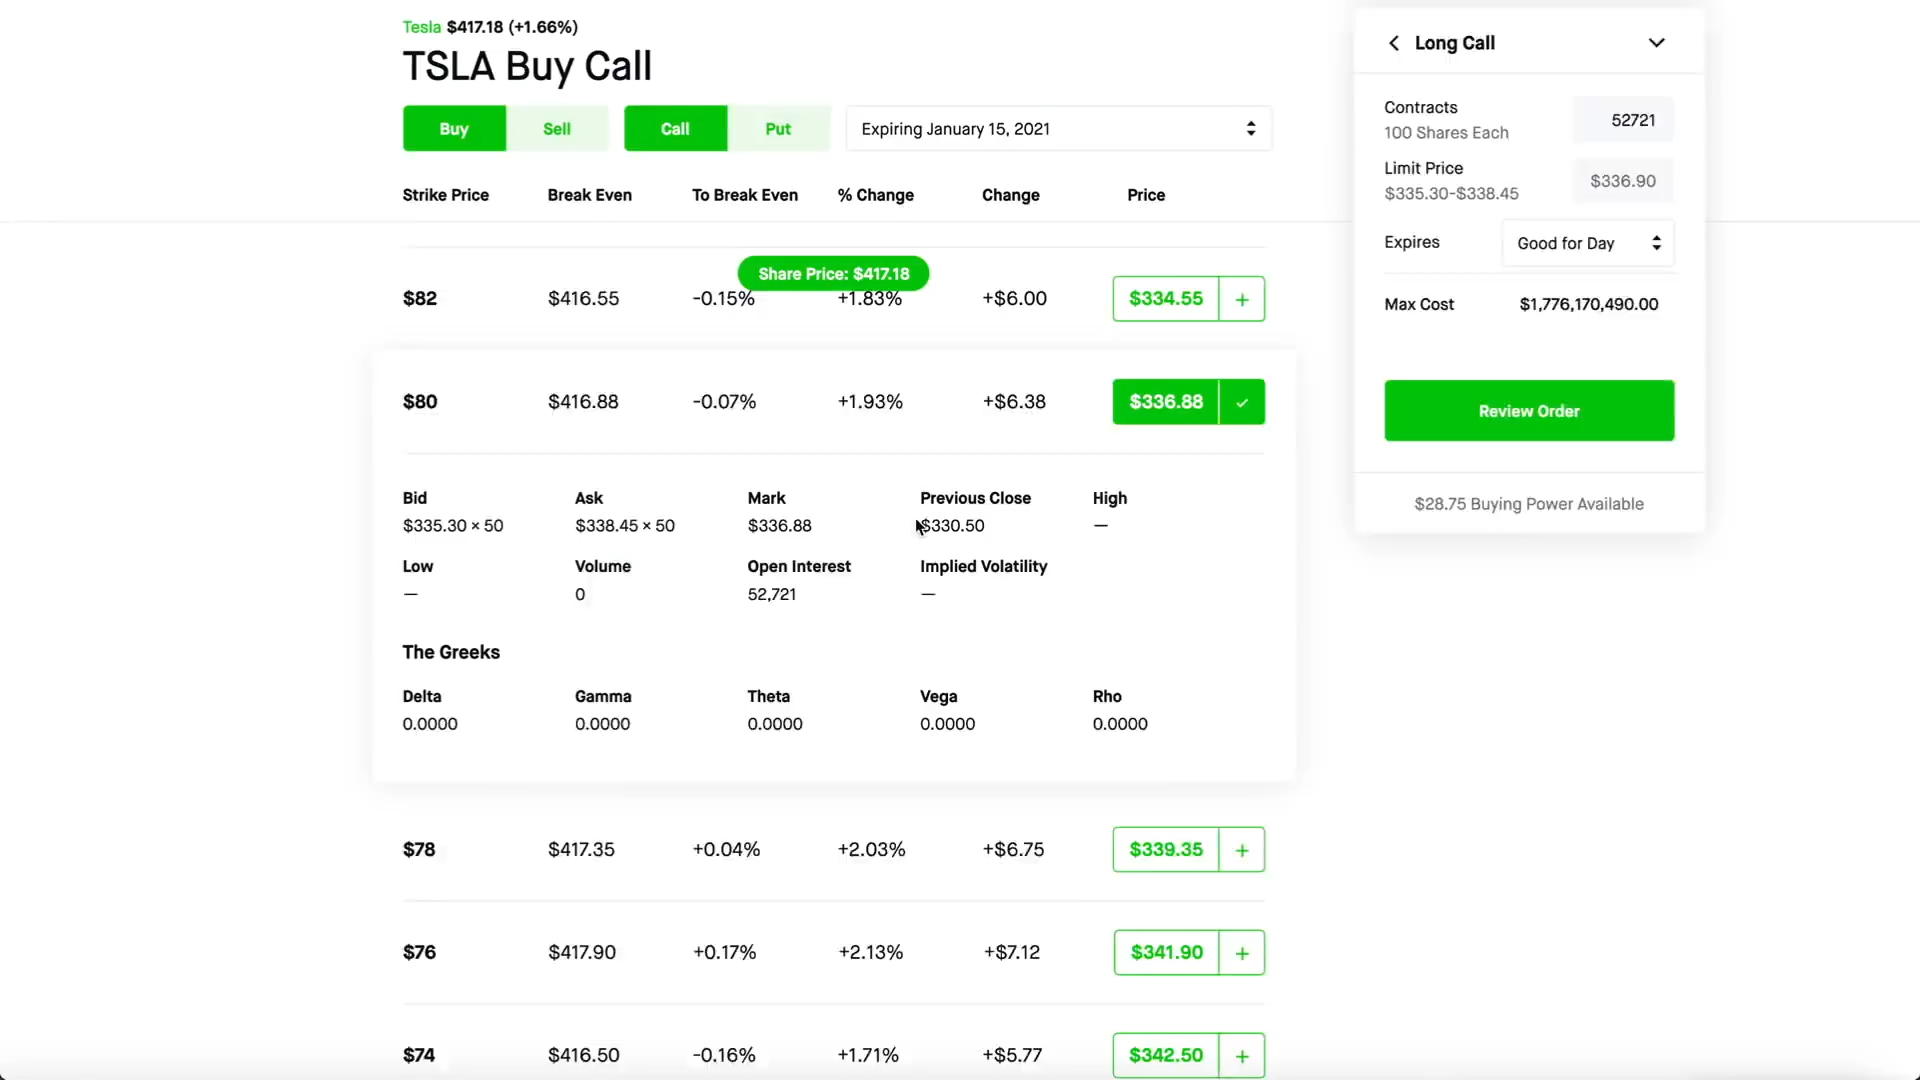 Tesla $417.18 (+1.66%)
TSLA Buy Call
Buy Sell Call Put Expiring January 15, 2021
Strike Price Break Even To Break Even % Change Change Price
Share Price: $417.18
$82 $416.55 -0.15% +1.83% +$6.00 $334.55 +
$80 $416.88 -0.07% +1.93% +$6.38 $336.88
Bid Ask Mark Previous Close High
$335.30 × 50 $338.45 × 50 $336.88 $330.50 —
Low Volume Open Interest Implied Volatility
— 0 52,721 —
The Greeks
Delta Gamma Theta Vega Rho
0.0000 0.0000 0.0000 0.0000 0.0000
$78 $417.35 +0.04% +2.03% +$6.75 $339.35 +
$76 $417.90 +0.17% +2.13% +$7.12 $341.90 +
$74 $416.50 -0.16% +1.71% +$5.77 $342.50 +
Long Call
Contracts 52721
100 Shares Each
Limit Price $336.90
$335.30-$338.45
Expires Good for Day
Max Cost $1,776,170,490.00
Review Order
$28.75 Buying Power Available